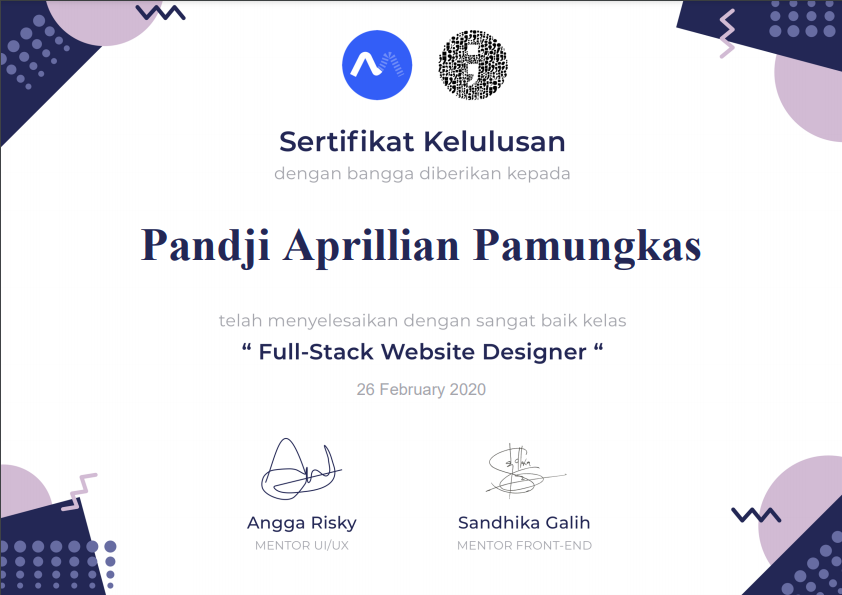 Sertifikat Kelulusan
dengan bangga diberikan kepada
Pandji Aprillian Pamungkas
telah menyelesaikan dengan sangat baik kelas
“ Full-Stack Website Designer “
26 February 2020
Angga Risky
Sandhika Galih
MENTOR UI/UX
MENTOR FRONT-END